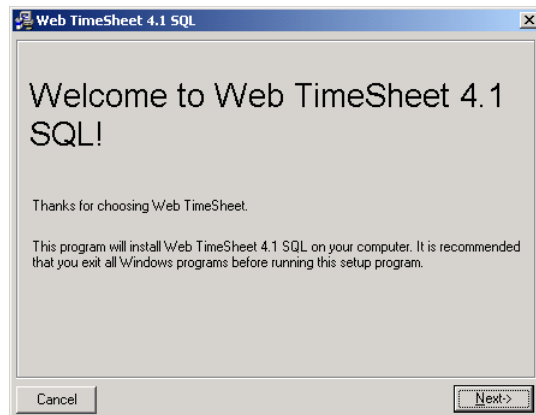 Web TimeSheet 4.1 SQL
Welcome to Web TimeSheet 4.1
SQL!
Thanks for choosing Web TimeSheet.
This program will install Web TimeSheet 4.1 SQL on your computer. It is recommended
that you exit all Windows programs before running this setup program.
Cancel
Next->